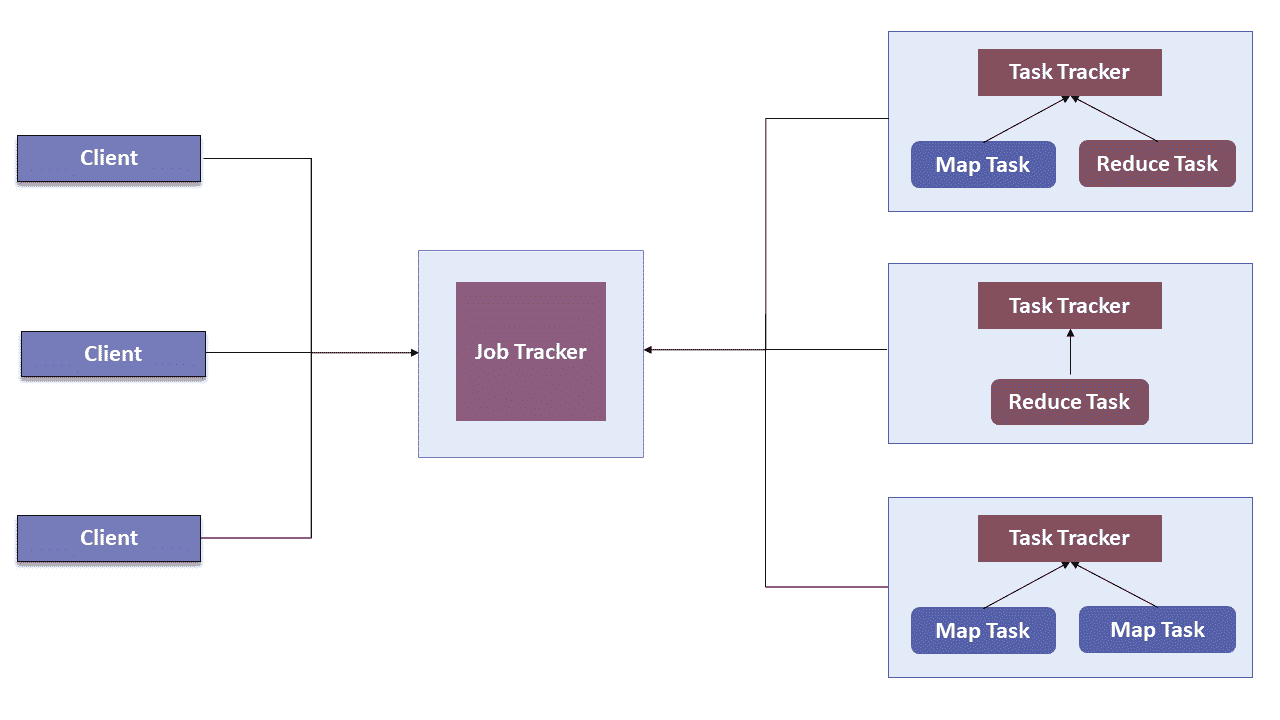 Client
Client
Client
Job Tracker
Task Tracker
Map Task
Reduce Task
Task Tracker
Reduce Task
Task Tracker
Map Task
Map Task